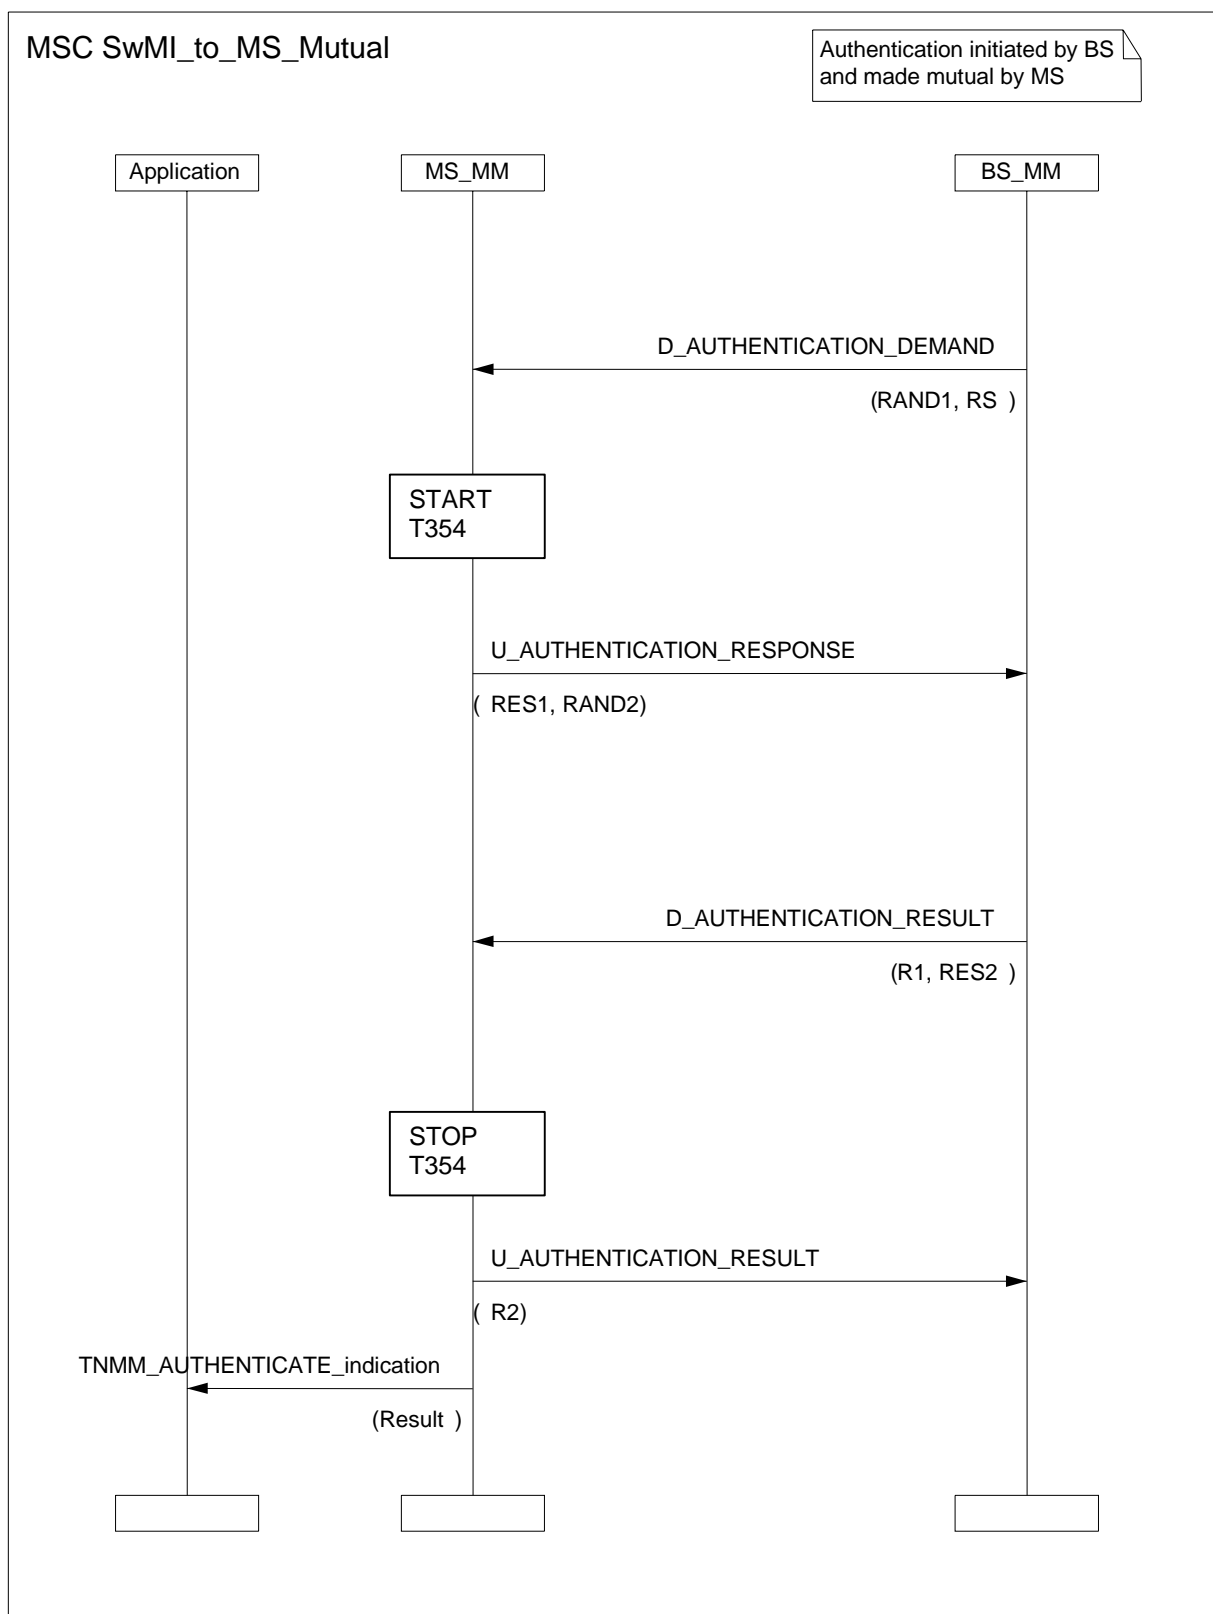 MSC SwMI_to_MS_Mutual
Authentication initiated by BS
and made mutual by MS
Application
MS_MM
BS_MM
D_AUTHENTICATION_DEMAND
(RAND1, RS )
START
T354
U_AUTHENTICATION_RESPONSE
( RES1, RAND2)
D_AUTHENTICATION_RESULT
(R1, RES2 )
STOP
T354
U_AUTHENTICATION_RESULT
( R2)
TNMM_AUTHENTICATE_indication
(Result )